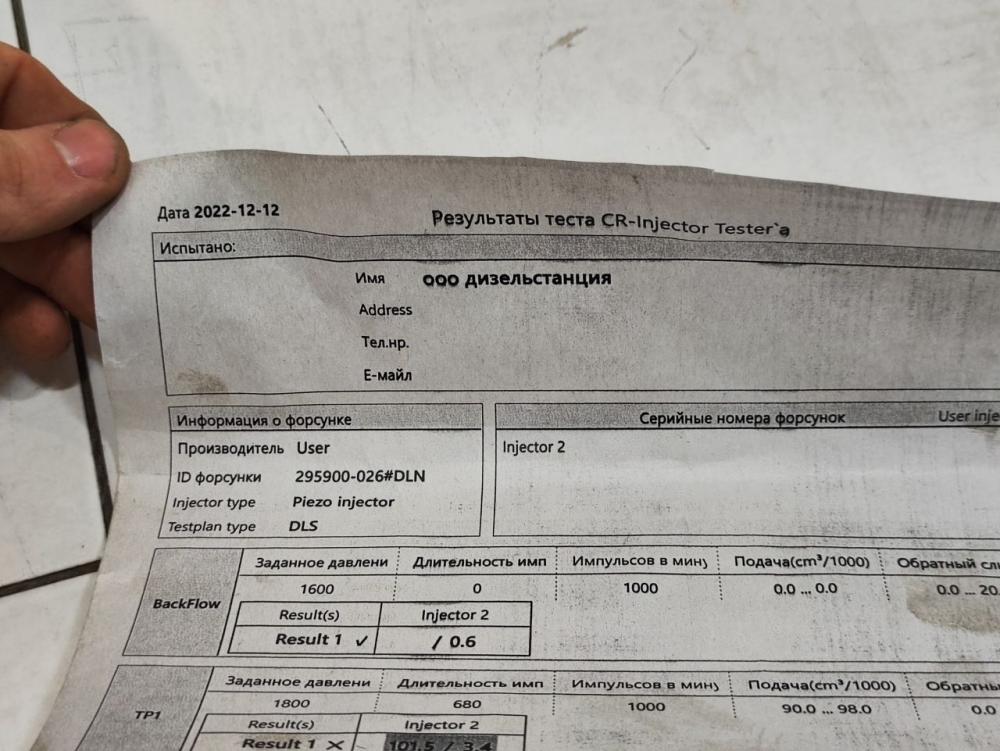 Дата 2022-12-12
Результаты теста CR-Injector Tester`а
Испытано:
Имя ооо дизельстанция
Address
Тел.нр.
Е-майл
Информация о форсунке
Производитель User
ID форсунки 295900-026#DLN
Injector type Piezo injector
Testplan type DLS
Серийные номера форсунок User inje
Injector 2
BackFlow
Заданное давлени Длительность имп Импульсов в мин) Подача(cm³/1000) Обратный сли
1600 0 1000 0.0 ... 0.0 0.0 ... 20.
Result(s) Injector 2
Result 1 ✓ / 0.6
TP1
Заданное давлени Длительность имп Импульсов в мин) Подача(cm³/1000) Обратны
1800 680 1000 90.0 ... 98.0 0.0
Result(s) Injector 2
Result 1 ✕ 101.5 / 3.4